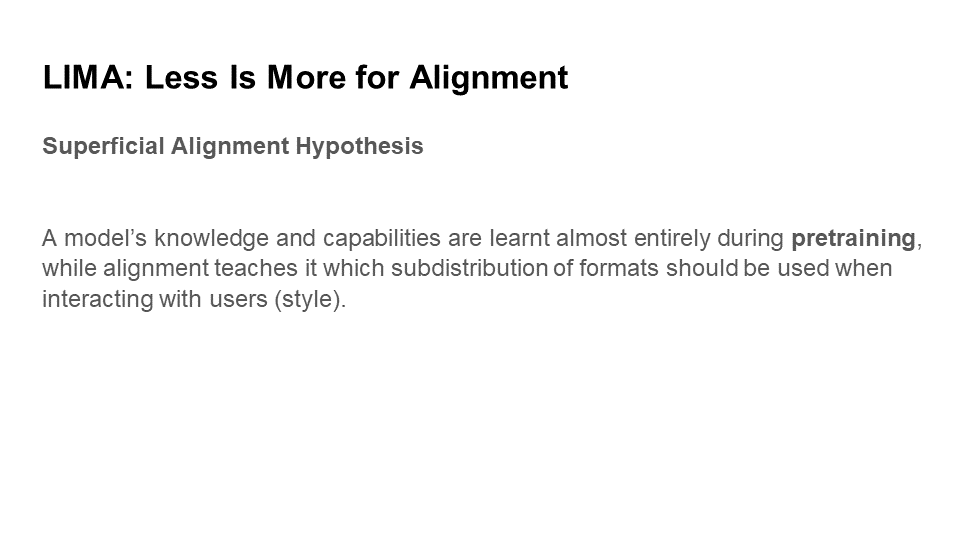 LIMA: Less Is More for Alignment
Superficial Alignment Hypothesis
A model’s knowledge and capabilities are learnt almost entirely during pretraining,
while alignment teaches it which subdistribution of formats should be used when
interacting with users (style).